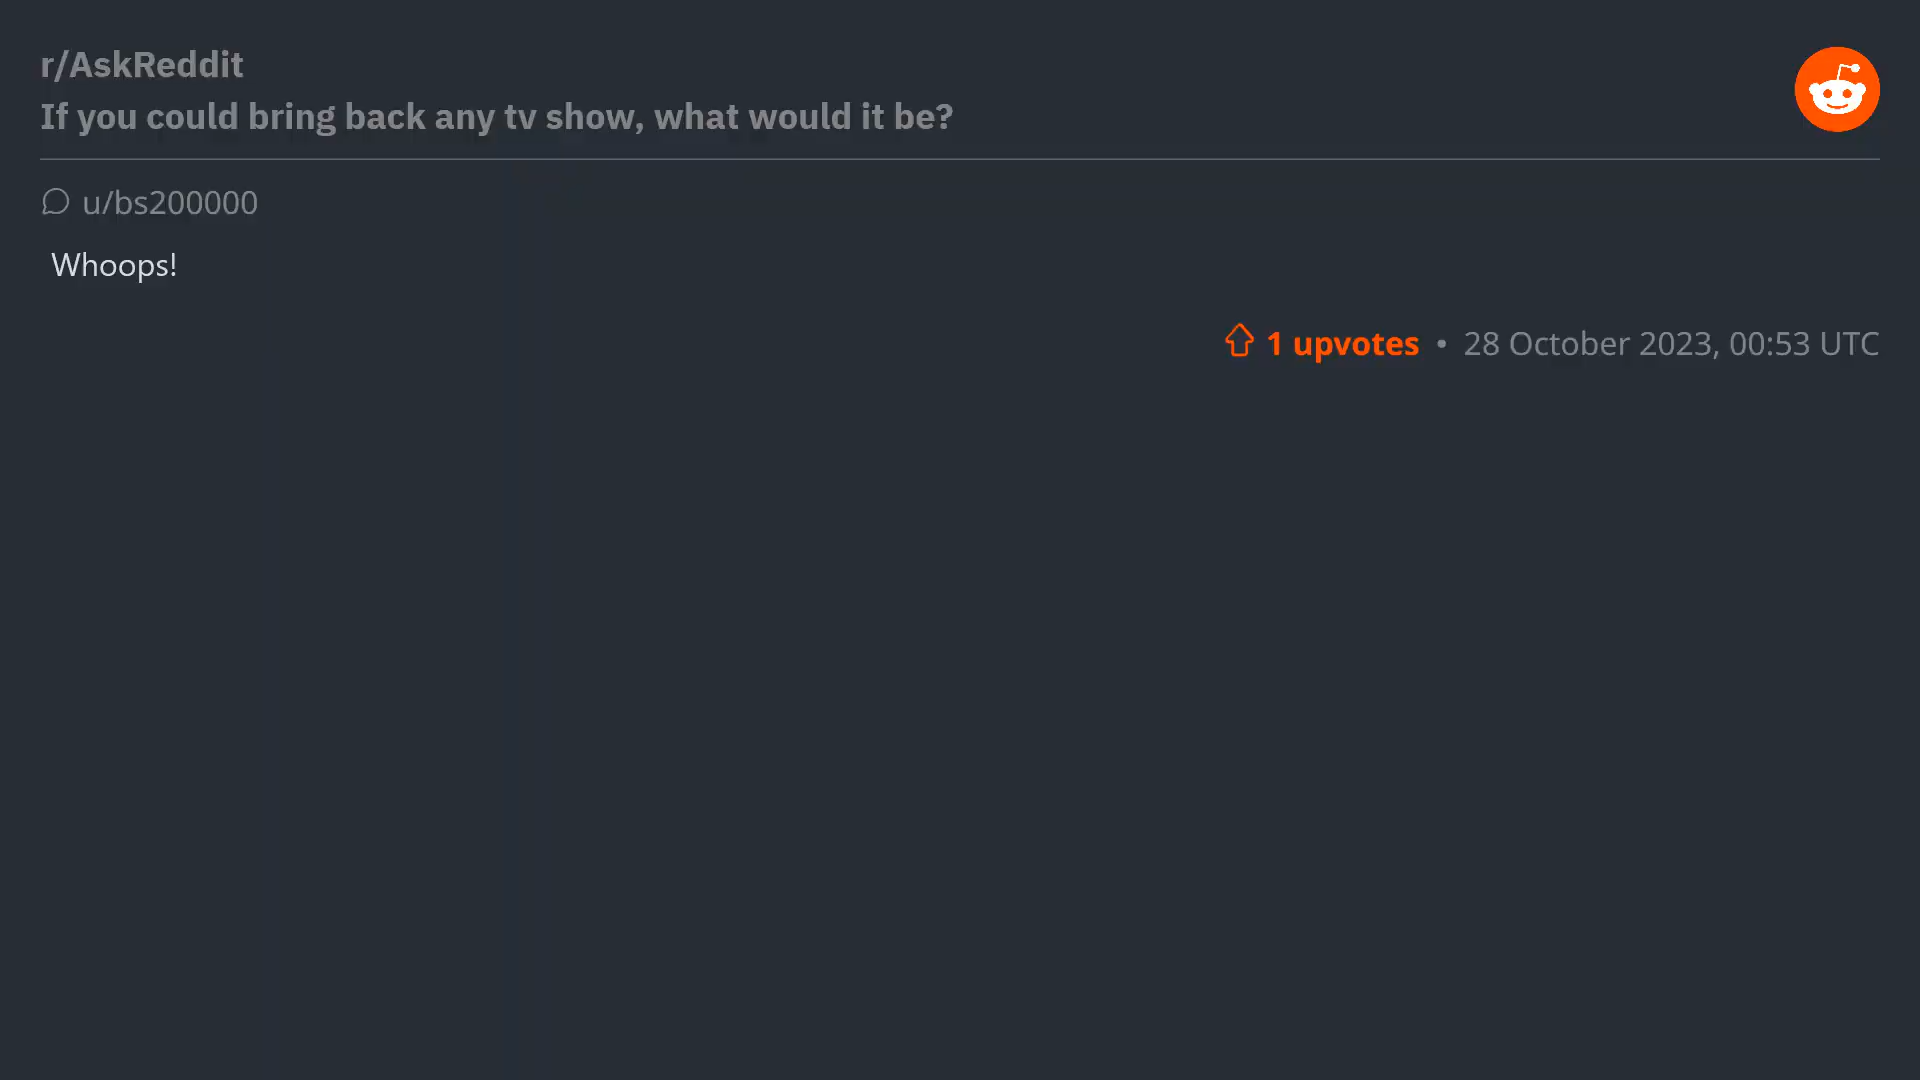 r/AskReddit
If you could bring back any tv show, what would it be?
u/bs200000
Whoops!
1 upvotes • 28 October 2023, 00:53 UTC